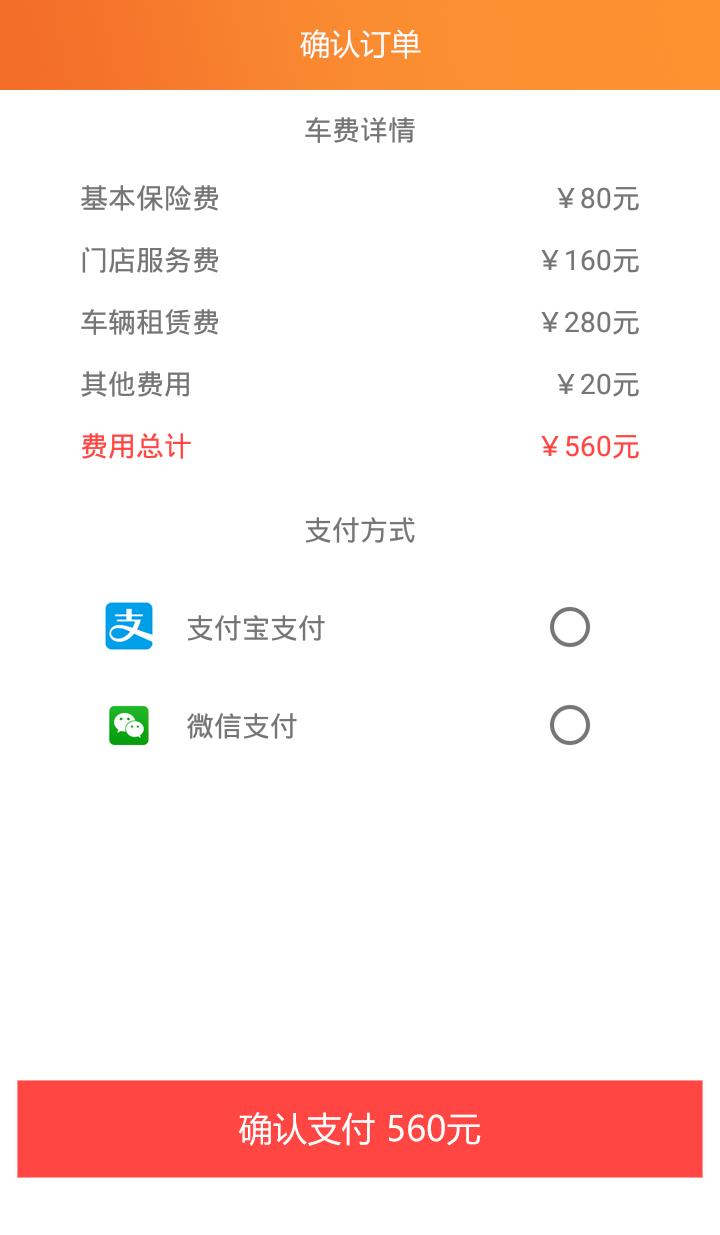 确认订单
车费详情
基本保险费 ￥80元
门店服务费 ￥160元
车辆租赁费 ￥280元
其他费用 ￥20元
费用总计 ￥560元
支付方式
支 支付宝支付
微信支付
确认支付 560元